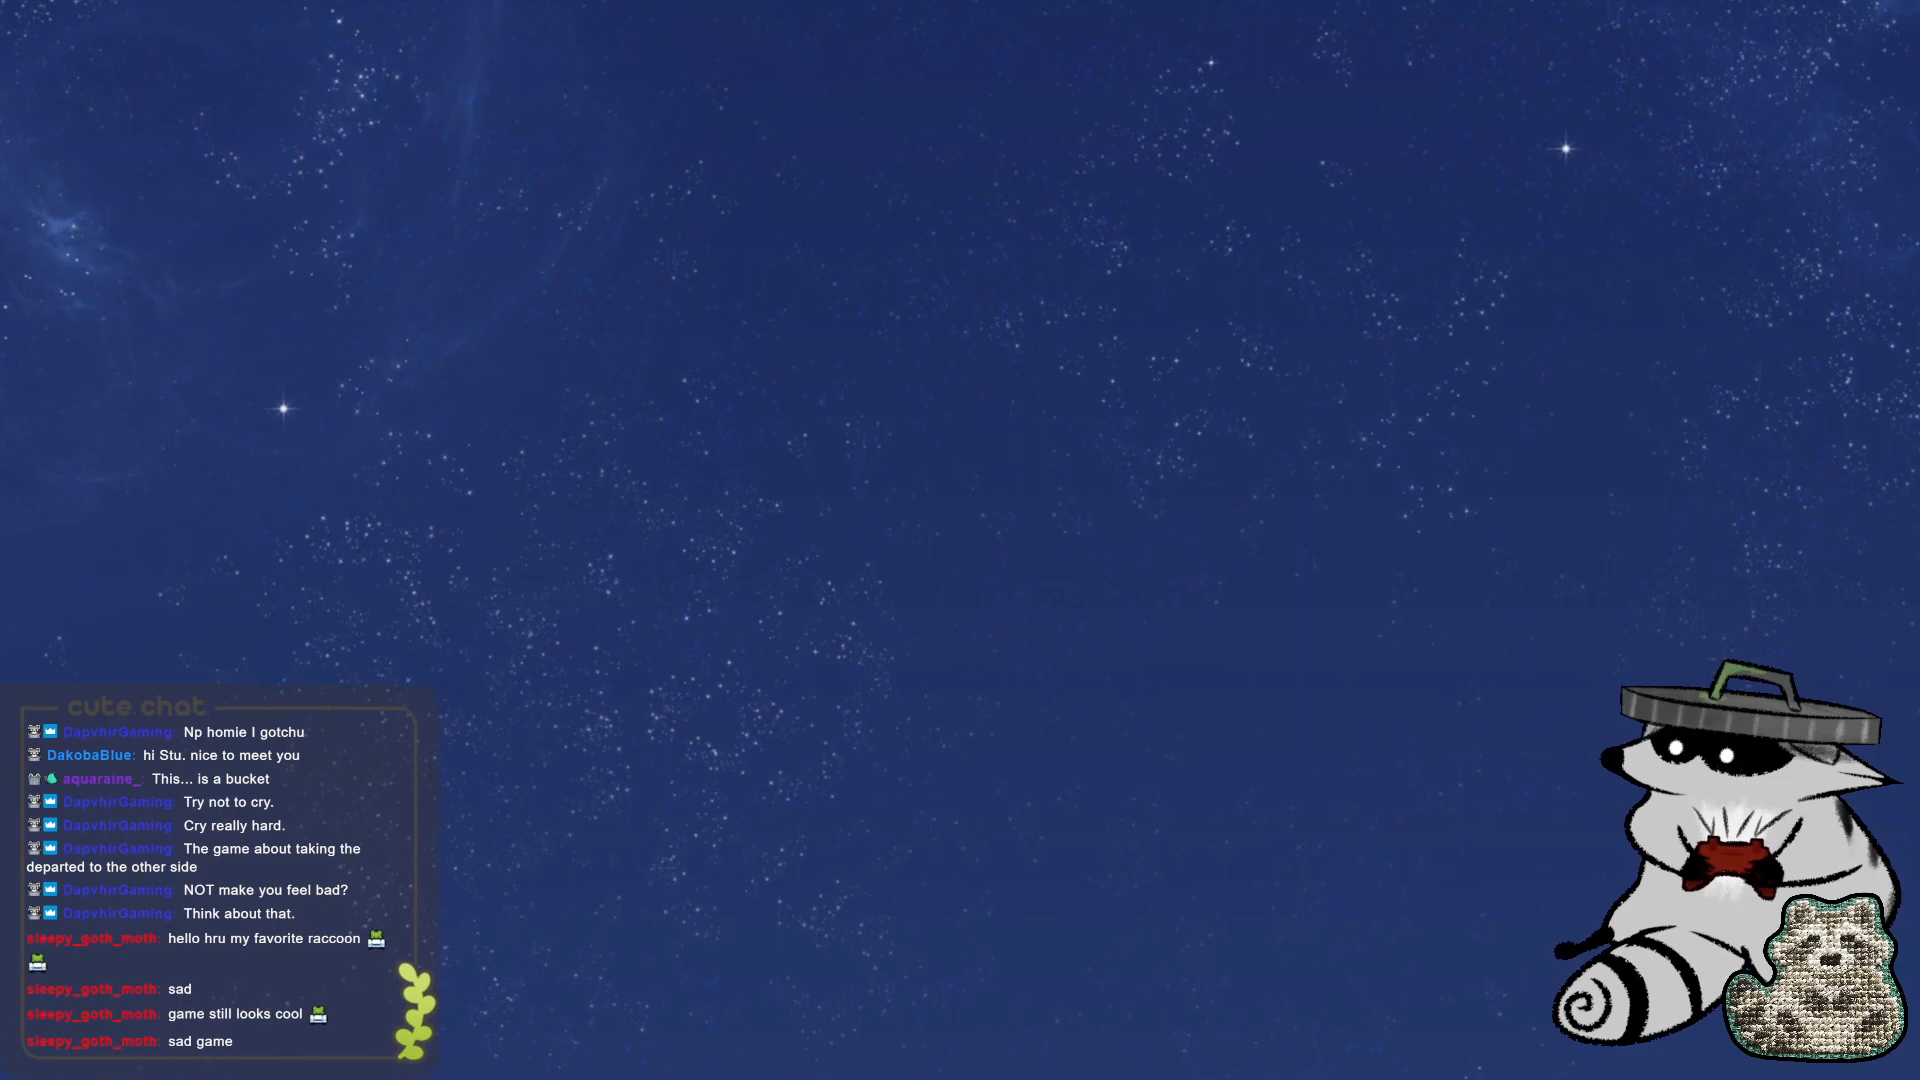 cute.chat
DapvhirGaming: Np homie I gotchu
DakobaBlue: hi Stu. nice to meet you
aquaraine_: This... is a bucket
DapvhirGaming: Try not to cry.
DapvhirGaming: Cry really hard.
DapvhirGaming: The game about taking the
departed to the other side
DapvhirGaming: NOT make you feel bad?
DapvhirGaming: Think about that.
sleepy_goth_moth: hello hru my favorite raccoon
sleepy_goth_moth: sad
sleepy_goth_moth: game still looks cool
sleepy_goth_moth: sad game